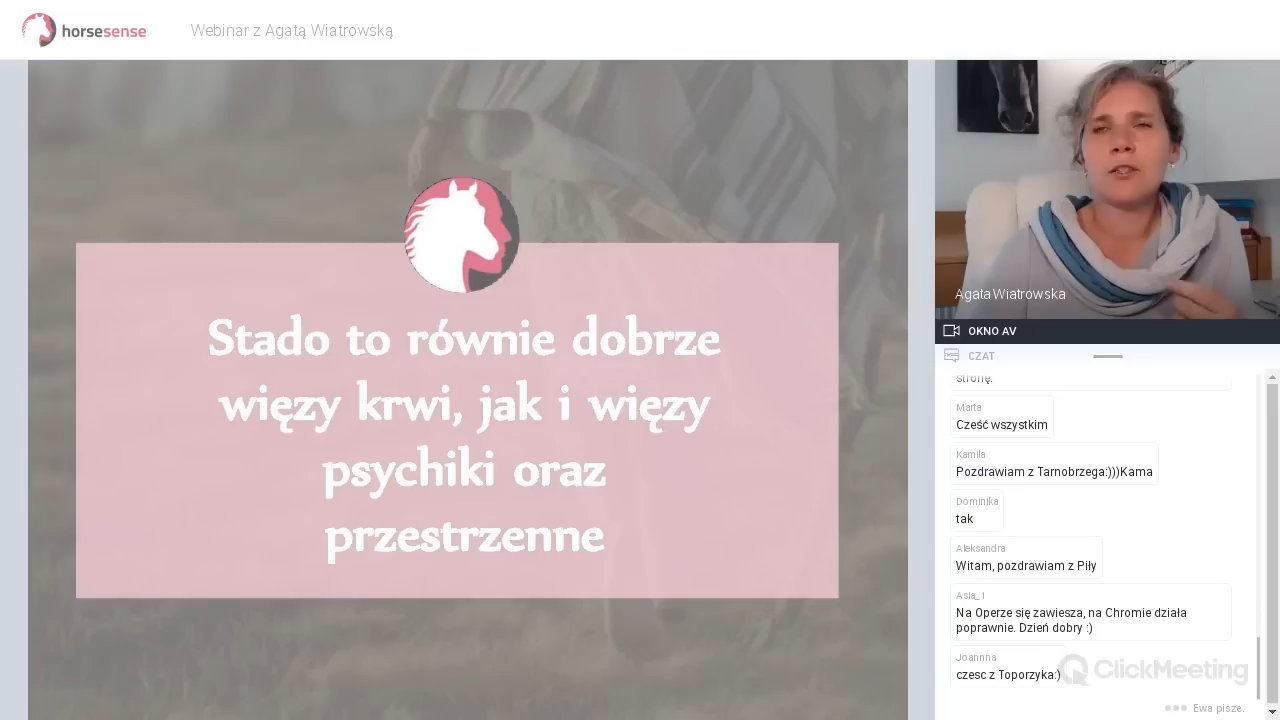 horsesense
Webinar z Agatą Wiatrowską
Stado to równie dobrze
więzy krwi, jak i więzy
psychiki oraz
przestrzenne
Agata Wiatrowska
OKNO AV
CZAT
stronę.
Marta
Cześć wszystkim
Kamila
Pozdrawiam z Tarnobrzega:)))Kama
Dominika
tak
Aleksandra
Witam, pozdrawiam z Piły
Asia_I
Na Operze się zawiesza, na Chromie działa
poprawnie. Dzień dobry :)
Joannna
czesc z Toporzyka:)
ClickMeeting
Ewa pisze.